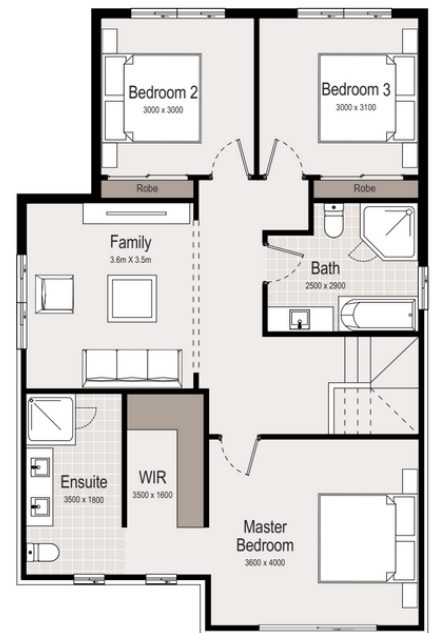 Bedroom 2
3000 x 3000
Bedroom 3
3000 x 3100
Robe
Robe
Family
3.6m X 3.5m
Bath
2500 x 2900
Ensuite
3500 x 1800
WIR
3500 x 1600
Master
Bedroom
3600 x 4000